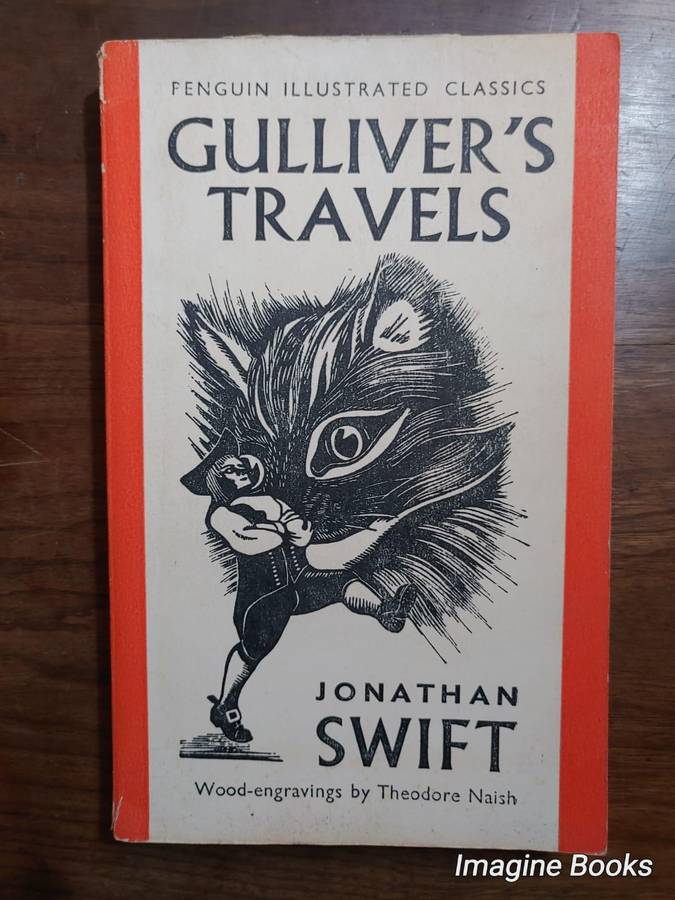 PENGUIN ILLUSTRATED CLASSICS
GULLIVER'S
TRAVELS
JONATHAN
SWIFT
Wood-engravings by Theodore Naish
Imagine Books